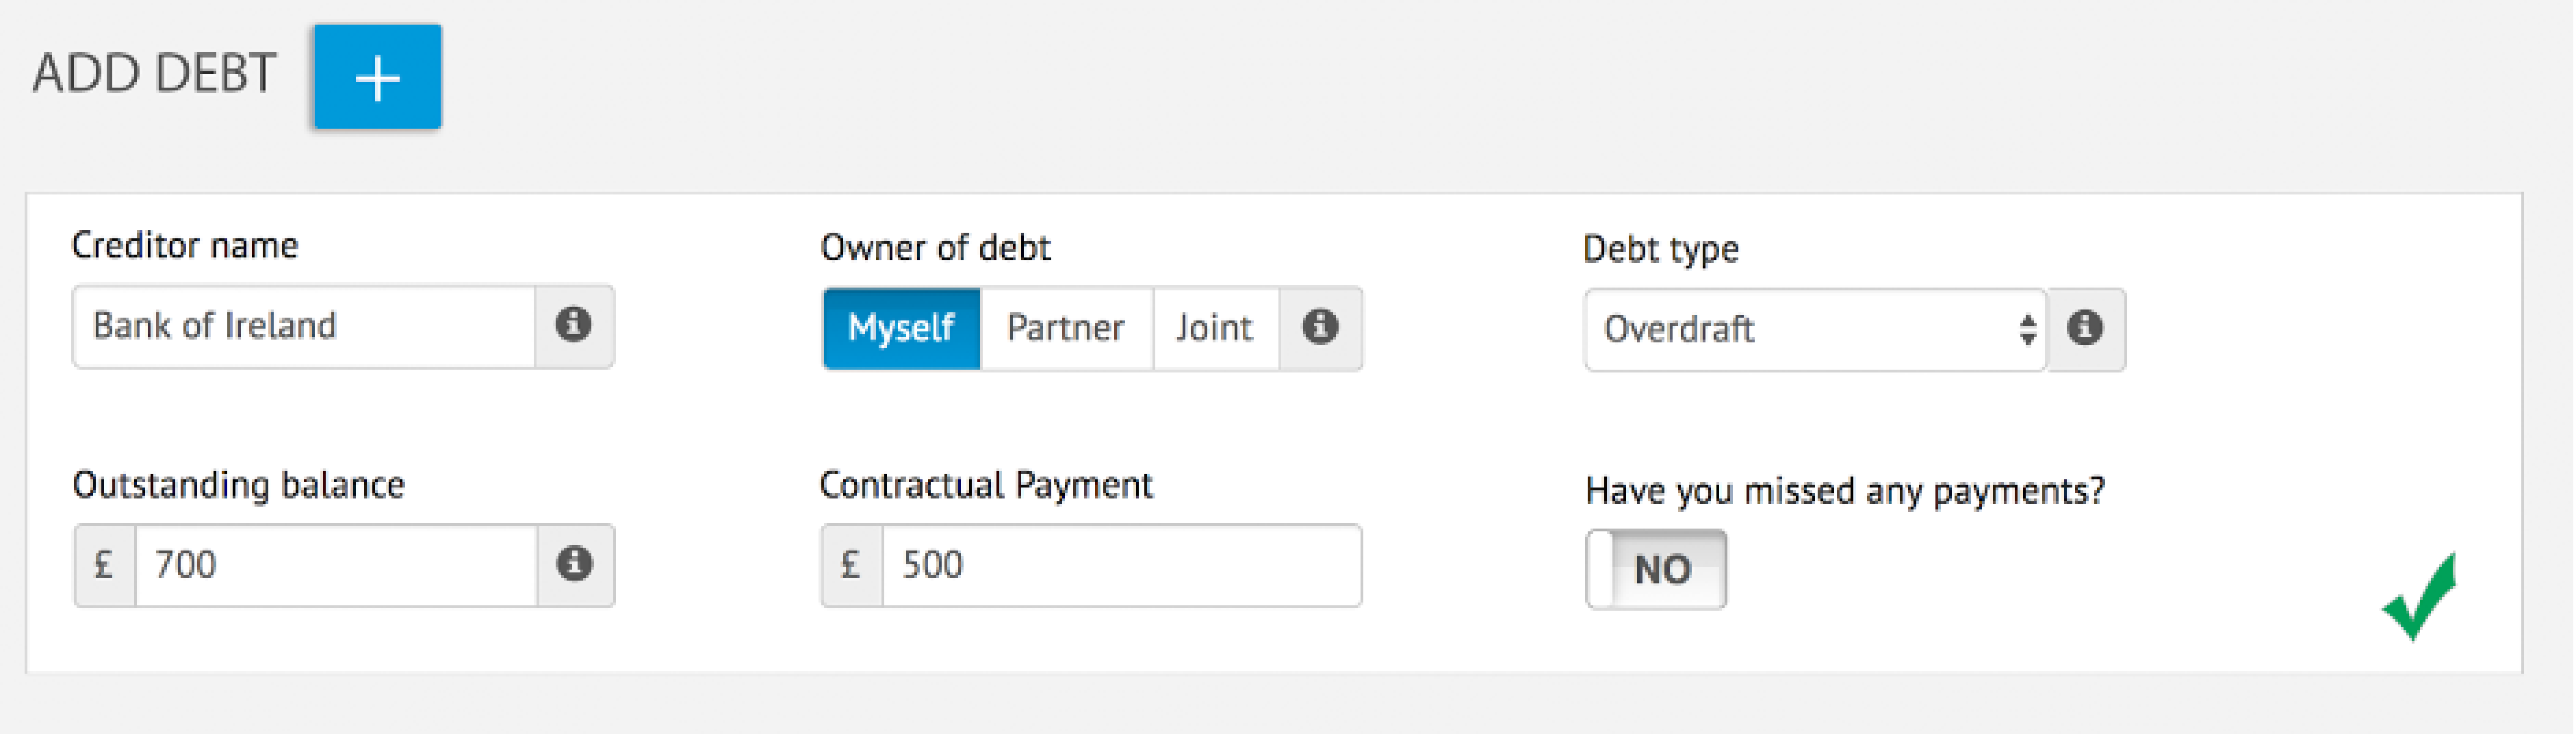 ADD DEBT +
Creditor name
Owner of debt
Debt type
Bank of Ireland
Myself Partner Joint
Overdraft
Outstanding balance
Contractual Payment
Have you missed any payments?
£ 700
£ 500
NO